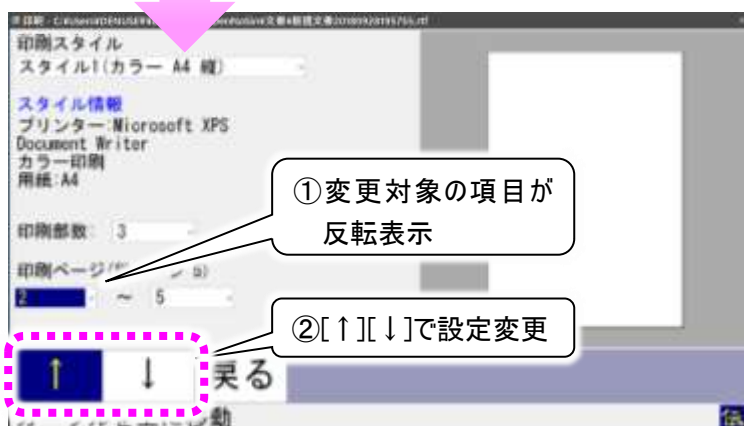 印刷スタイル
スタイル1(カラー A4 縦)
スタイル情報
プリンター:Microsoft XPS
Document Writer
カラー印刷
用紙:A4
①変更対象の項目が
反転表示
印刷部数: 3
印刷ページ
2 ～ 5
②[↑][↓]で設定変更
↑ ↓ 戻る